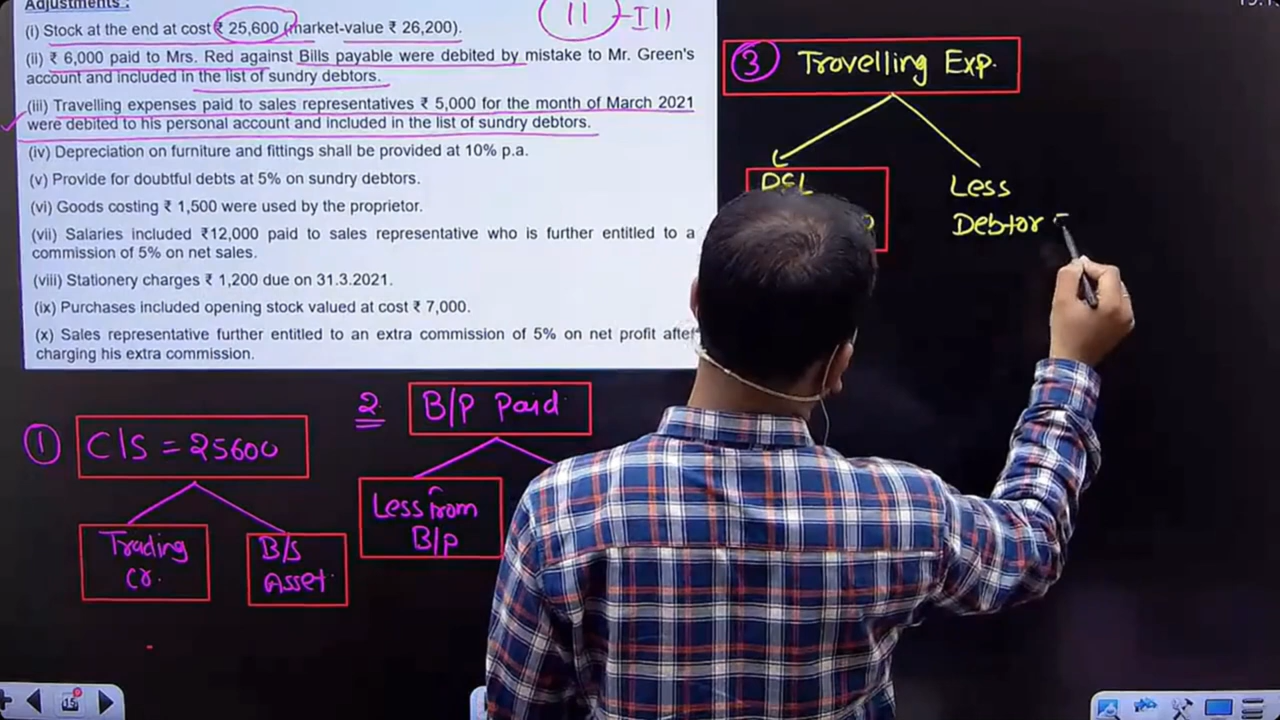 Adjustments :
(i) Stock at the end at cost ₹ 25,600 (market-value ₹ 26,200).
(ii) ₹ 6,000 paid to Mrs. Red against Bills payable were debited by mistake to Mr. Green's
account and included in the list of sundry debtors.
(iii) Travelling expenses paid to sales representatives ₹ 5,000 for the month of March 2021
were debited to his personal account and included in the list of sundry debtors.
(iv) Depreciation on furniture and fittings shall be provided at 10% p.a.
(v) Provide for doubtful debts at 5% on sundry debtors.
(vi) Goods costing ₹ 1,500 were used by the proprietor.
(vii) Salaries included ₹12,000 paid to sales representative who is further entitled to a
commission of 5% on net sales.
(viii) Stationery charges ₹ 1,200 due on 31.3.2021.
(ix) Purchases included opening stock valued at cost ₹ 7,000.
(x) Sales representative further entitled to an extra commission of 5% on net profit after
charging his extra commission.
11 - III
3 Trovelling Exp.
P&L
Less
Debtor
1 C/S = 25600
Trading
Cr.
B/S
Asset
2. B/P Paid
Less from
B/P